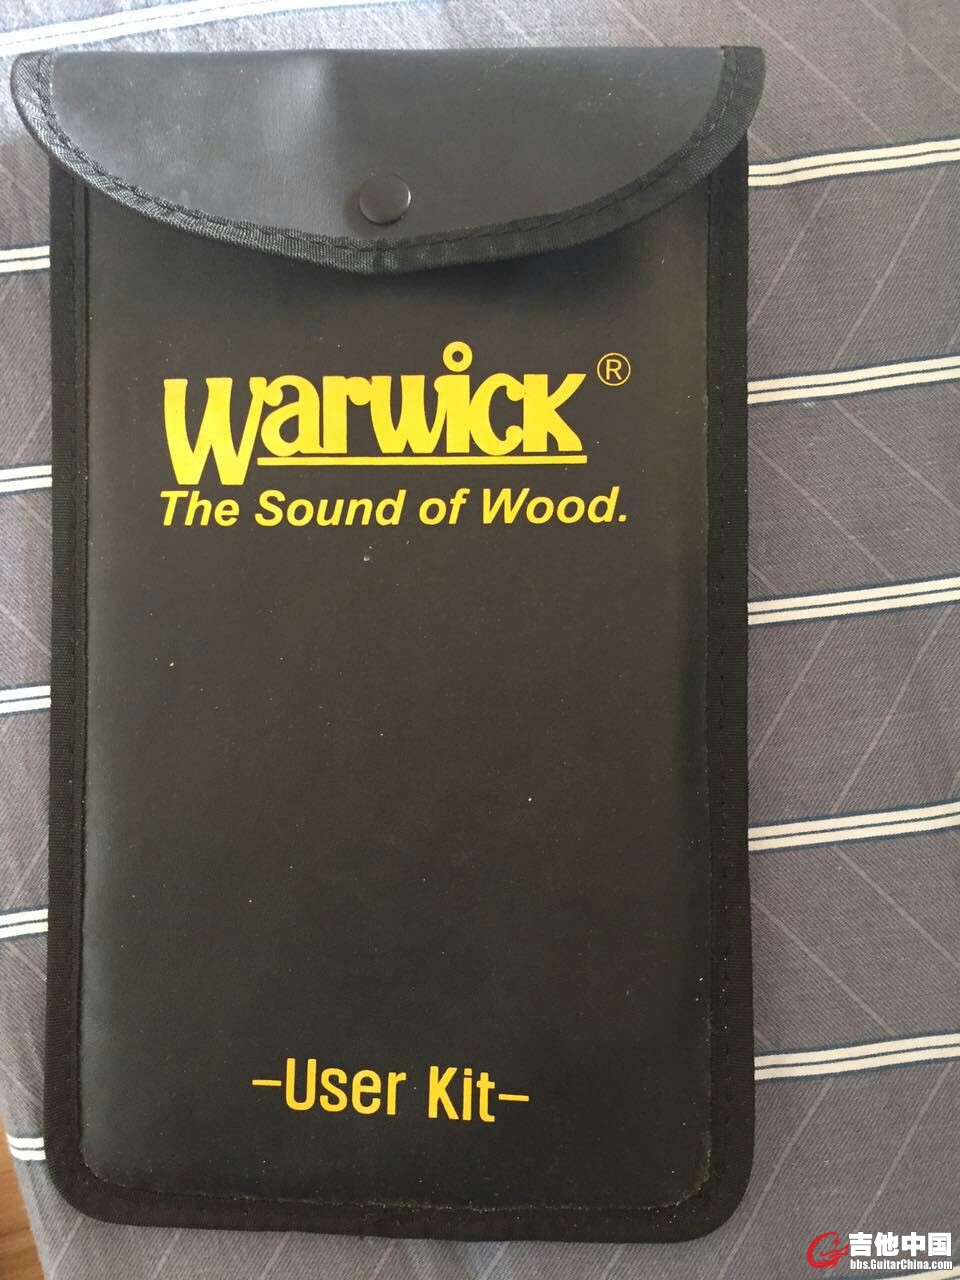 Warwick®
The Sound of Wood.
-User Kit-
吉他中国
bbs.GuitarChina.com